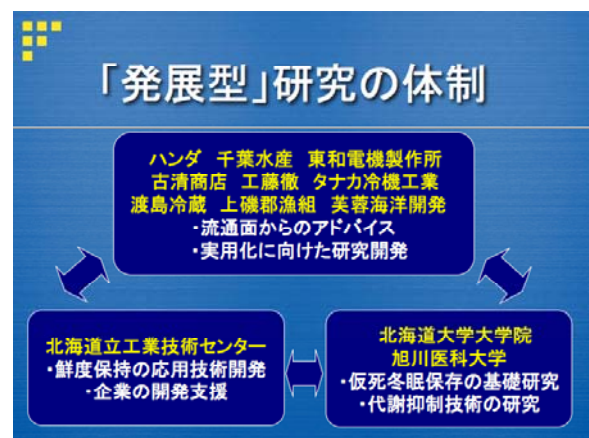 「発展型」研究の体制
ハンダ 千葉水産 東和電機製作所
古清商店 工藤徹 タナカ冷機工業
渡島冷蔵 上磯郡漁組 芙蓉海洋開発
・流通面からのアドバイス
・実用化に向けた研究開発
北海道立工業技術センター
・鮮度保持の応用技術開発
・企業の開発支援
北海道大学大学院
旭川医科大学
・仮死冬眠保存の基礎研究
・代謝抑制技術の研究